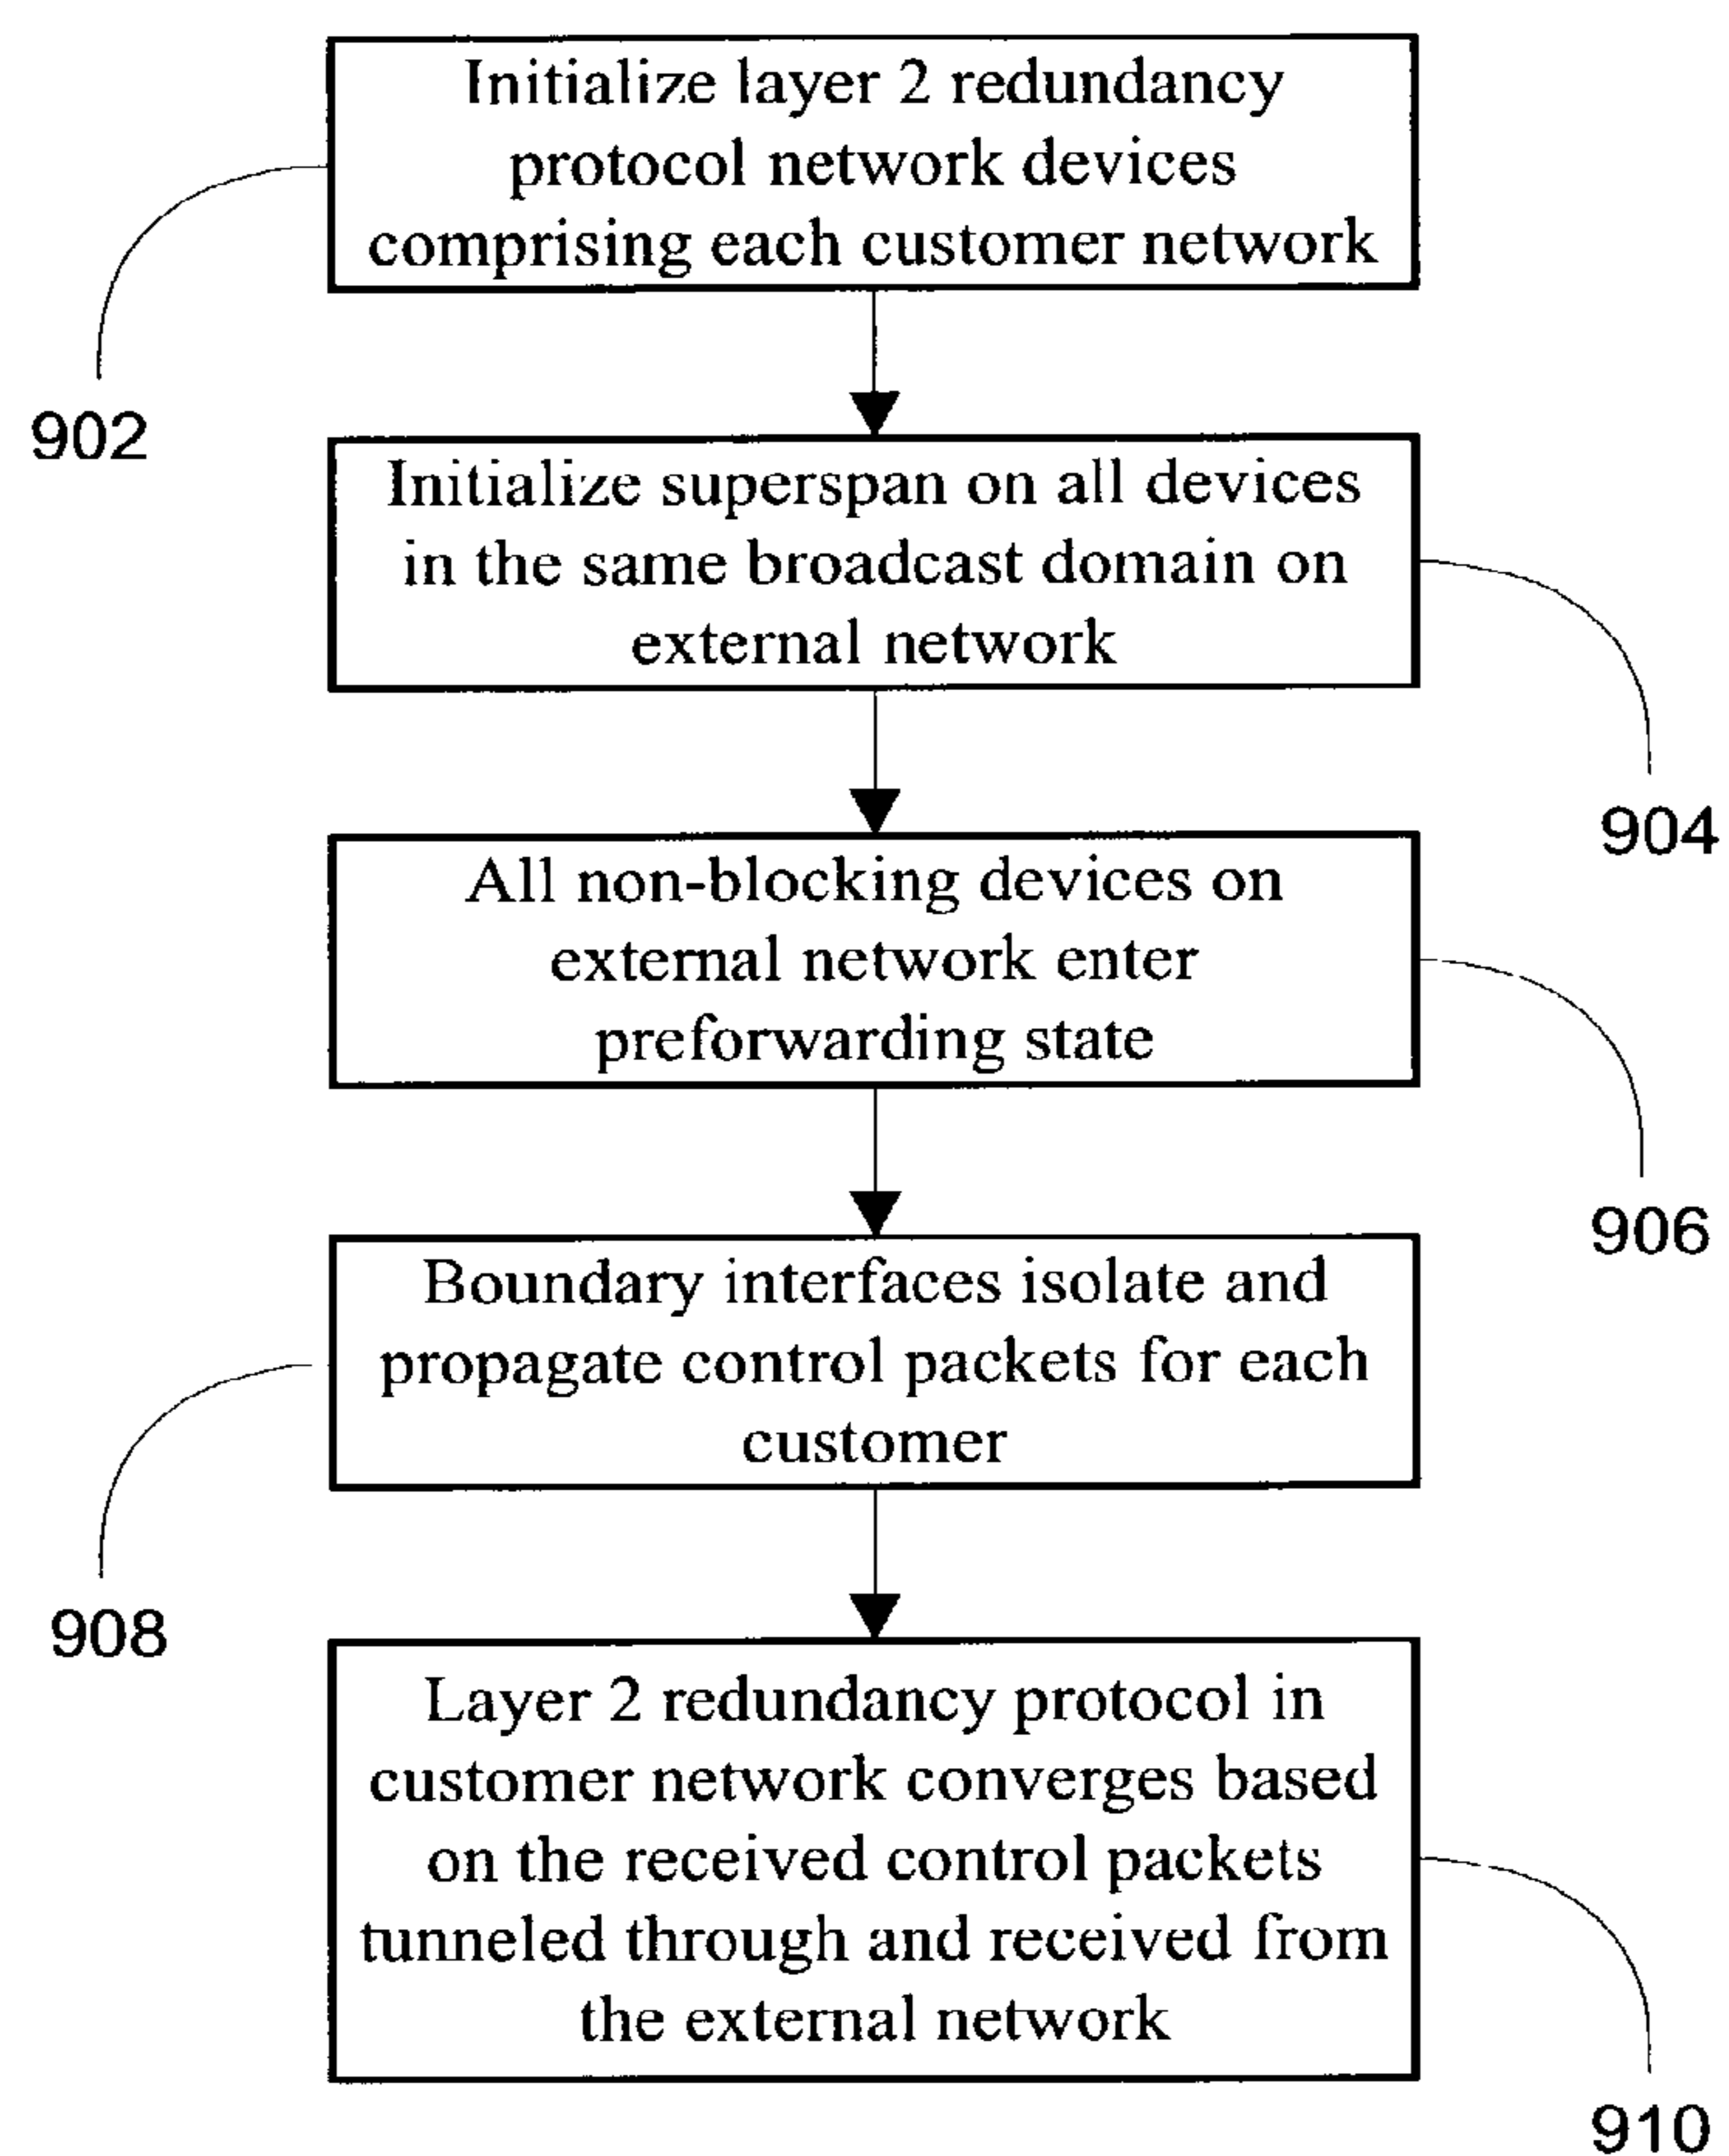 Initialize layer 2 redundancy
protocol network devices
comprising each customer network
902
Initialize superspan on all devices
in the same broadcast domain on
external network
904
All non-blocking devices on
external network enter
preforwarding state
906
Boundary interfaces isolate and
propagate control packets for each
customer
908
Layer 2 redundancy protocol in
customer network converges based
on the received control packets
tunneled through and received from
the external network
910